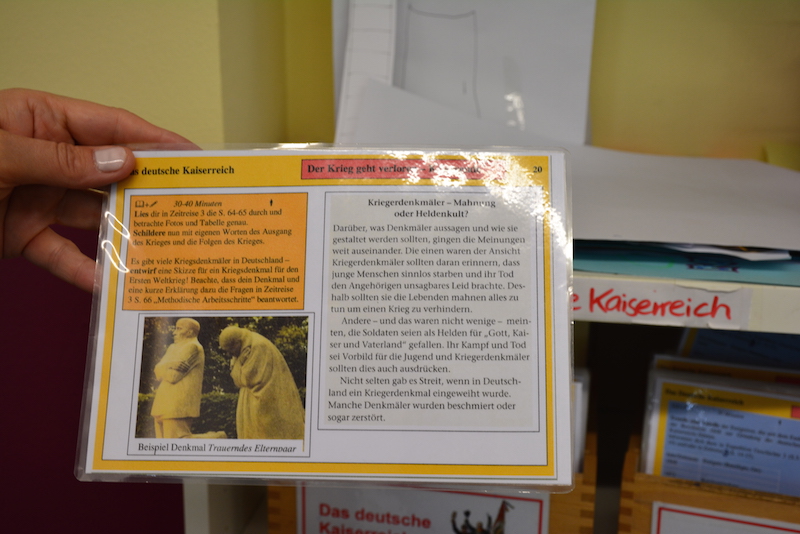 das deutsche Kaiserreich
Der Krieg geht verloren
20
30-40 Minuten
Lies dir in Zeitreise 3 die S. 64-65 durch und
betrachte Fotos und Tabelle genau.
Schildere nun mit eigenen Worten des Ausgang
des Krieges und die Folgen des Krieges.
Es gibt viele Kriegsdenkmäler in Deutschland –
entwirf eine Skizze für ein Kriegsdenkmal für den
Ersten Weltkrieg! Beachte, dass dein Denkmal und
eine kurze Erklärung dazu die Fragen in Zeitreise
3 S. 66 „Methodische Arbeitsschritte" beantwortet.
Beispiel Denkmal Trauerndes Elternpaar
Kriegerdenkmäler – Mahnung
oder Heldenkult?
Darüber, was Denkmäler aussagen und wie sie
gestaltet werden sollten, gingen die Meinungen
weit auseinander. Die einen waren der Ansicht
Kriegerdenkmäler sollten daran erinnern, dass
junge Menschen sinnlos starben und ihr Tod
den Angehörigen unsagbares Leid brachte. Des-
halb sollten sie die Lebenden mahnen alles zu
tun um einen Krieg zu verhindern.
Andere – und das waren nicht wenige – mein-
ten, die Soldaten seien als Helden für „Gott, Kai-
ser und Vaterland" gefallen. Ihr Kampf und Tod
sei Vorbild für die Jugend und Kriegerdenkmäler
sollten dies auch ausdrücken.
Nicht selten gab es Streit, wenn in Deutsch-
land ein Kriegerdenkmal eingeweiht wurde.
Manche Denkmäler wurden beschmiert oder
sogar zerstört.
e Kaiserreich
Das deutsche Kaiserreich
Das deutsche
Kaiserreich
Das deutsche